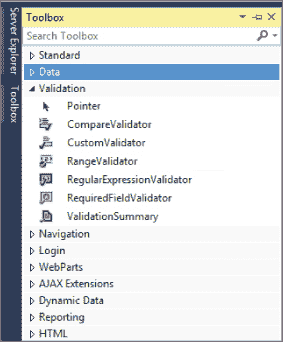 Server Explorer
Toolbox
Toolbox
Search Toolbox
Standard
Data
Validation
Pointer
CompareValidator
CustomValidator
RangeValidator
RegularExpressionValidator
RequiredFieldValidator
ValidationSummary
Navigation
Login
WebParts
AJAX Extensions
Dynamic Data
Reporting
HTML